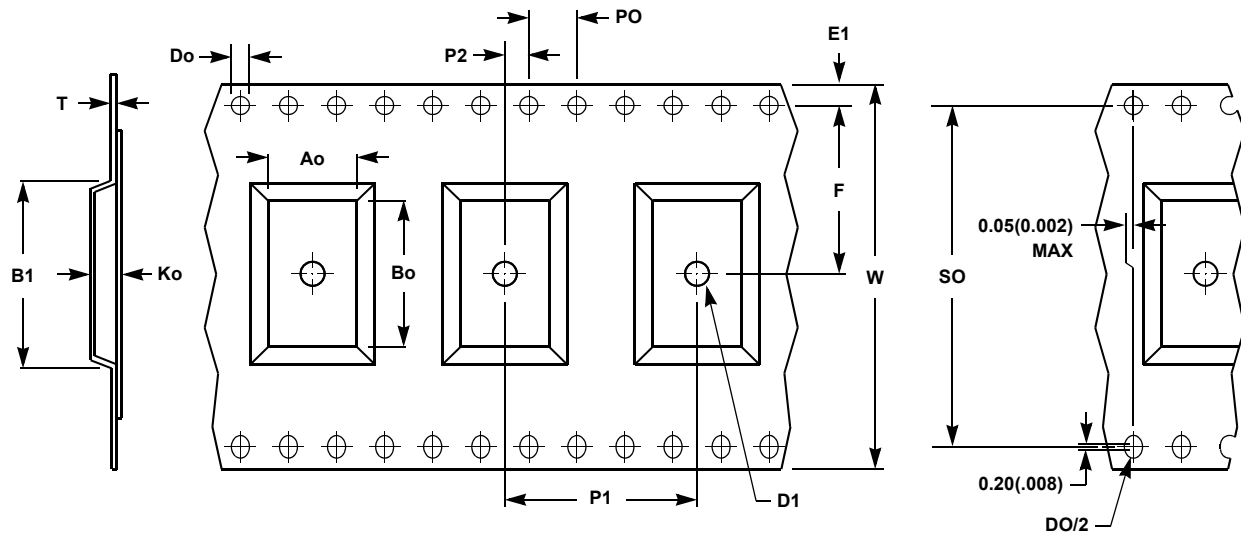 PO
E1
Do
P2
T
Ao
F
0.05(0.002)
MAX
B1
Ko
Bo
W
SO
P1
D1
0.20(.008)
DO/2